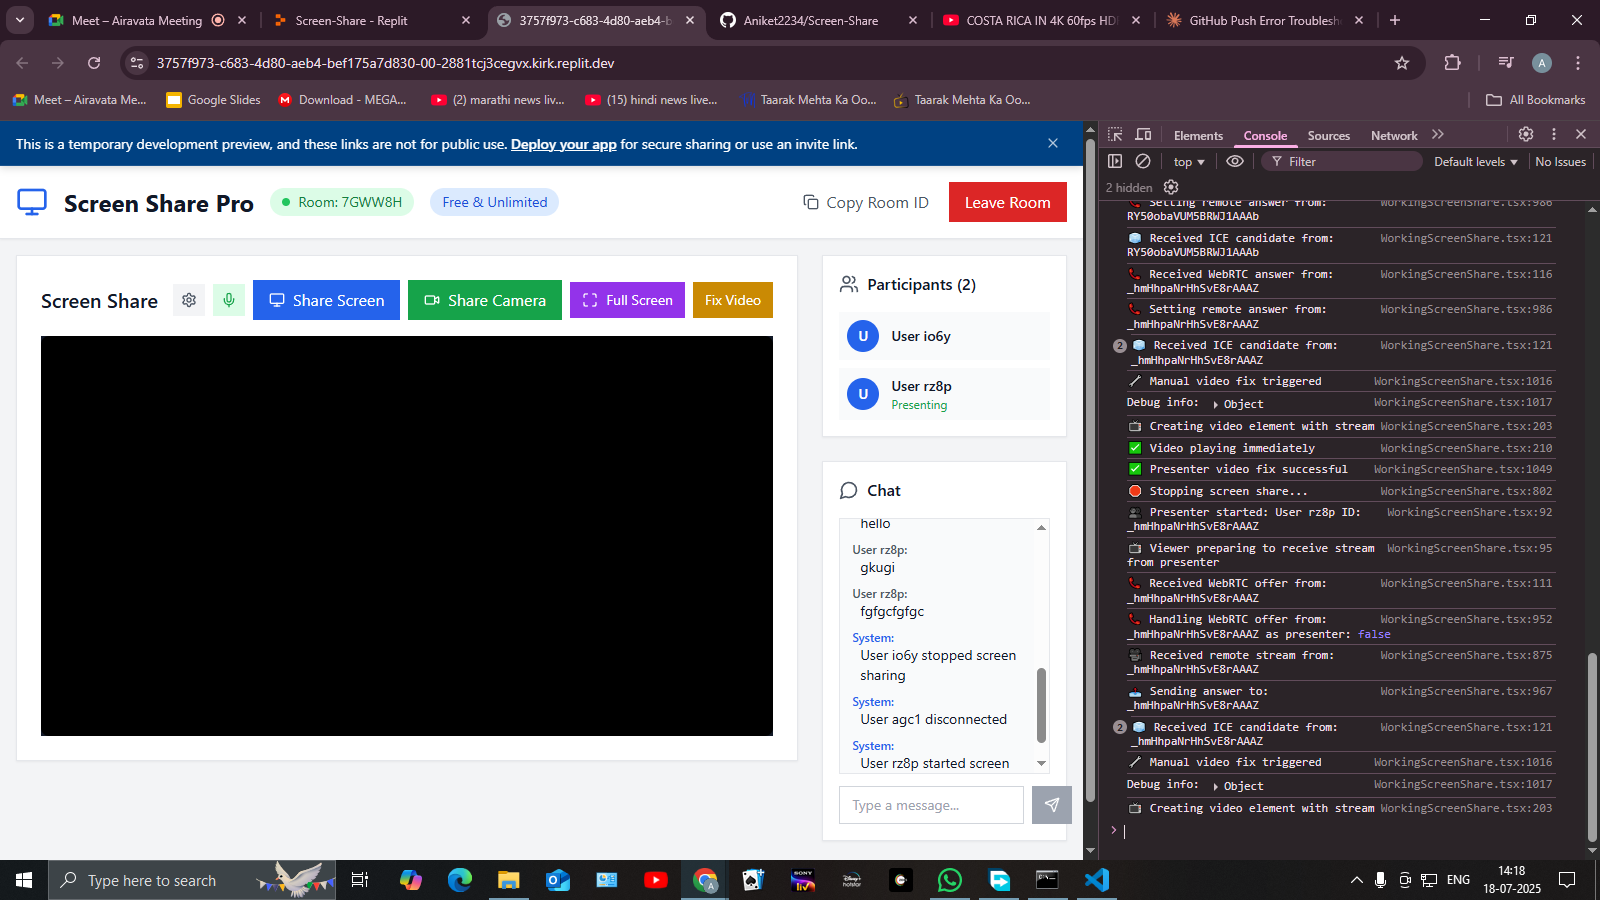 Meet – Airavata Meeting
Screen-Share - Replit
3757f973-c683-4d80-aeb4-b
Aniket2234/Screen-Share
COSTA RICA IN 4K 60fps HD
GitHub Push Error Troublesh
3757f973-c683-4d80-aeb4-bef175a7d830-00-2881tcj3cegvx.kirk.replit.dev
A
Meet – Airavata Me...
Google Slides
Download - MEGA...
(2) marathi news liv...
(15) hindi news live...
Taarak Mehta Ka Oo...
Taarak Mehta Ka Oo...
All Bookmarks
This is a temporary development preview, and these links are not for public use. Deploy your app for secure sharing or use an invite link.
Screen Share Pro
Room: 7GWW8H
Free & Unlimited
Copy Room ID
Leave Room
Screen Share
Share Screen
Share Camera
Full Screen
Fix Video
Participants (2)
U
User io6y
U
User rz8p
Presenting
Chat
hello
User rz8p:
gkugi
User rz8p:
fgfgcfgfgc
System:
User io6y stopped screen
sharing
System:
User agc1 disconnected
System:
User rz8p started screen
Type a message...
Elements
Console
Sources
Network
top
Filter
Default levels
No Issues
2 hidden
Setting remote answer from: WorkingScreenShare.tsx:986
RY50obaVUM5BRWJ1AAAb
Received ICE candidate from: WorkingScreenShare.tsx:121
RY50obaVUM5BRWJ1AAAb
Received WebRTC answer from: WorkingScreenShare.tsx:116
_hmHhpaNrHhSvE8rAAAZ
Setting remote answer from: WorkingScreenShare.tsx:986
_hmHhpaNrHhSvE8rAAAZ
2 Received ICE candidate from: WorkingScreenShare.tsx:121
_hmHhpaNrHhSvE8rAAAZ
Manual video fix triggered WorkingScreenShare.tsx:1016
Debug info: Object WorkingScreenShare.tsx:1017
Creating video element with stream WorkingScreenShare.tsx:203
Video playing immediately WorkingScreenShare.tsx:210
Presenter video fix successful WorkingScreenShare.tsx:1049
Stopping screen share... WorkingScreenShare.tsx:802
Presenter started: User rz8p ID: WorkingScreenShare.tsx:92
_hmHhpaNrHhSvE8rAAAZ
Viewer preparing to receive stream WorkingScreenShare.tsx:95
from presenter
Received WebRTC offer from: WorkingScreenShare.tsx:111
_hmHhpaNrHhSvE8rAAAZ
Handling WebRTC offer from: WorkingScreenShare.tsx:952
_hmHhpaNrHhSvE8rAAAZ as presenter: false
Received remote stream from: WorkingScreenShare.tsx:875
_hmHhpaNrHhSvE8rAAAZ
Sending answer to: WorkingScreenShare.tsx:967
_hmHhpaNrHhSvE8rAAAZ
2 Received ICE candidate from: WorkingScreenShare.tsx:121
_hmHhpaNrHhSvE8rAAAZ
Manual video fix triggered WorkingScreenShare.tsx:1016
Debug info: Object WorkingScreenShare.tsx:1017
Creating video element with stream WorkingScreenShare.tsx:203
Type here to search
ENG
14:18
18-07-2025